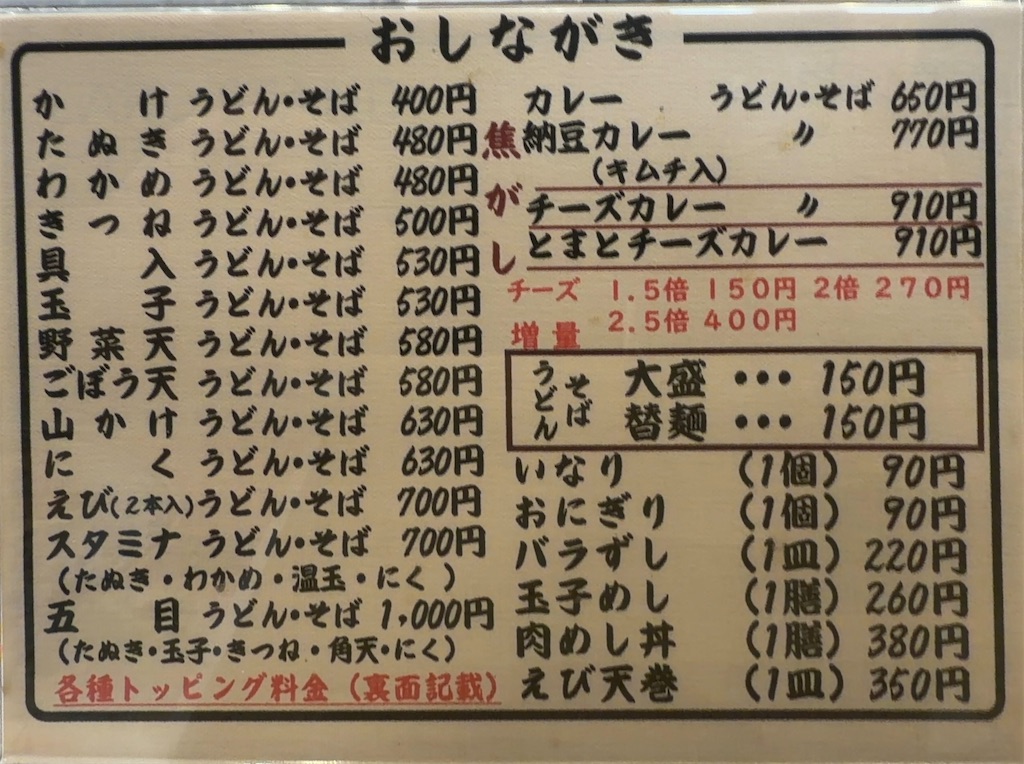 おしながき
かけ うどん・そば 400円
たぬき うどん・そば 480円
わかめ うどん・そば 480円
きつね うどん・そば 500円
具入 うどん・そば 530円
玉子 うどん・そば 530円
野菜天 うどん・そば 580円
ごぼう天 うどん・そば 580円
山かけ うどん・そば 630円
にく うどん・そば 630円
えび(2本入)うどん・そば 700円
スタミナ うどん・そば 700円
(たぬき・わかめ・温玉・にく)
五目 うどん・そば 1,000円
(たぬき・玉子・きつね・角天・にく)
各種トッピング料金(裏面記載)
カレー うどん・そば 650円
納豆カレー 〃 770円
(キムチ入)
焦がし
チーズカレー 〃 910円
とまとチーズカレー 910円
チーズ 1.5倍 150円 2倍 270円
増量 2.5倍 400円
うどん そば
大盛 ・・・ 150円
替麺 ・・・ 150円
いなり (1個) 90円
おにぎり (1個) 90円
バラずし (1皿) 220円
玉子めし (1膳) 260円
肉めし丼 (1膳) 380円
えび天巻 (1皿) 350円